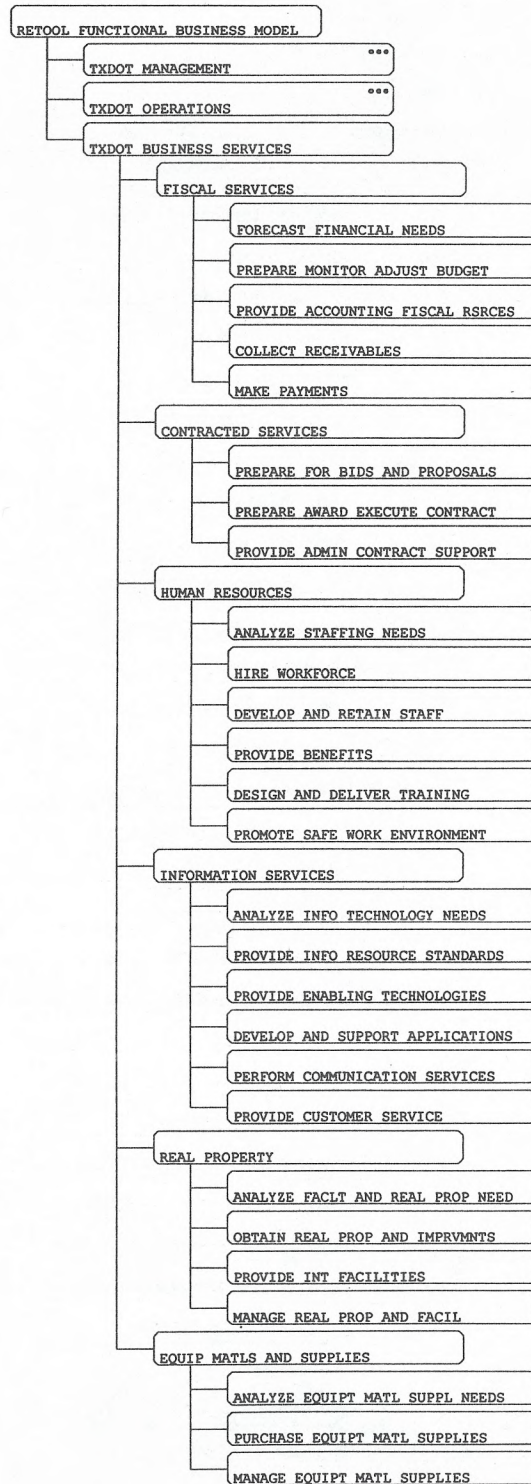 RETOOL FUNCTIONAL BUSINESS MODEL
TXDOT MANAGEMENT
TXDOT OPERATIONS
TXDOT BUSINESS SERVICES
FISCAL SERVICES
FORECAST FINANCIAL NEEDS
PREPARE MONITOR ADJUST BUDGET
PROVIDE ACCOUNTING FISCAL RSRCES
COLLECT RECEIVABLES
MAKE PAYMENTS
CONTRACTED SERVICES
PREPARE FOR BIDS AND PROPOSALS
PREPARE AWARD EXECUTE CONTRACT
PROVIDE ADMIN CONTRACT SUPPORT
HUMAN RESOURCES
ANALYZE STAFFING NEEDS
HIRE WORKFORCE
DEVELOP AND RETAIN STAFF
PROVIDE BENEFITS
DESIGN AND DELIVER TRAINING
PROMOTE SAFE WORK ENVIRONMENT
INFORMATION SERVICES
ANALYZE INFO TECHNOLOGY NEEDS
PROVIDE INFO RESOURCE STANDARDS
PROVIDE ENABLING TECHNOLOGIES
DEVELOP AND SUPPORT APPLICATIONS
PERFORM COMMUNICATION SERVICES
PROVIDE CUSTOMER SERVICE
REAL PROPERTY
ANALYZE FACLT AND REAL PROP NEED
OBTAIN REAL PROP AND IMPRVMNTS
PROVIDE INT FACILITIES
MANAGE REAL PROP AND FACIL
EQUIP MATLS AND SUPPLIES
ANALYZE EQUIPT MATL SUPPL NEEDS
PURCHASE EQUIPT MATL SUPPLIES
MANAGE EQUIPT MATL SUPPLIES